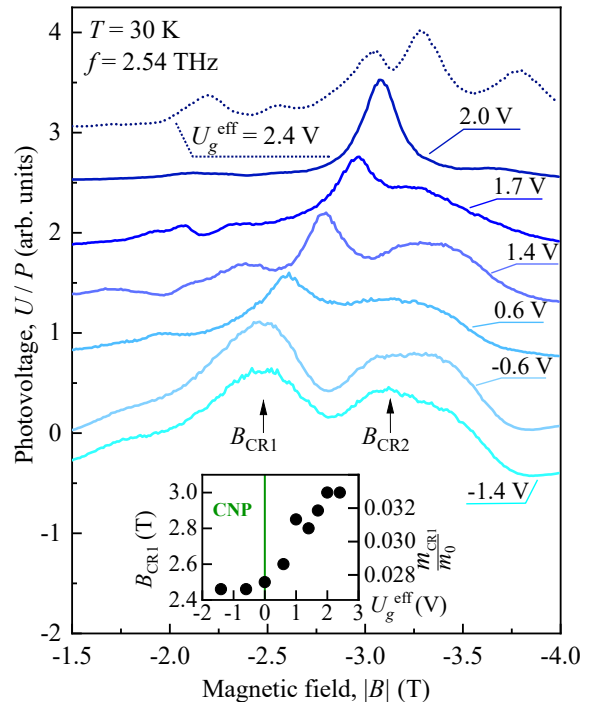 T = 30 K
f = 2.54 THz
U_g^eff = 2.4 V
2.0 V
1.7 V
1.4 V
0.6 V
-0.6 V
-1.4 V
B_CR1
B_CR2
Photovoltage, U / P (arb. units)
4
3
2
1
0
-1
-2
-1.5 -2.0 -2.5 -3.0 -3.5 -4.0
Magnetic field, |B| (T)
CNP
B_CR1 (T)
3.0
2.8
2.6
2.4
-2 -1 0 1 2 3
U_g^eff (V)
0.032
0.030
0.028
m_CR1
m_0